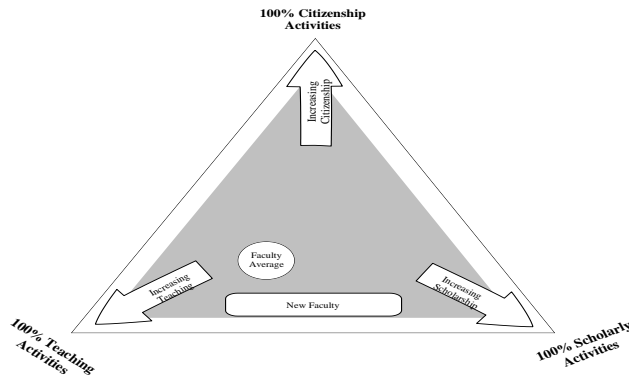 100% Citizenship
Activities
Increasing
Citizenship
Faculty
Average
Increasing
Teaching
Increasing
Scholarship
New Faculty
100% Teaching
Activities
100% Scholarly
Activities